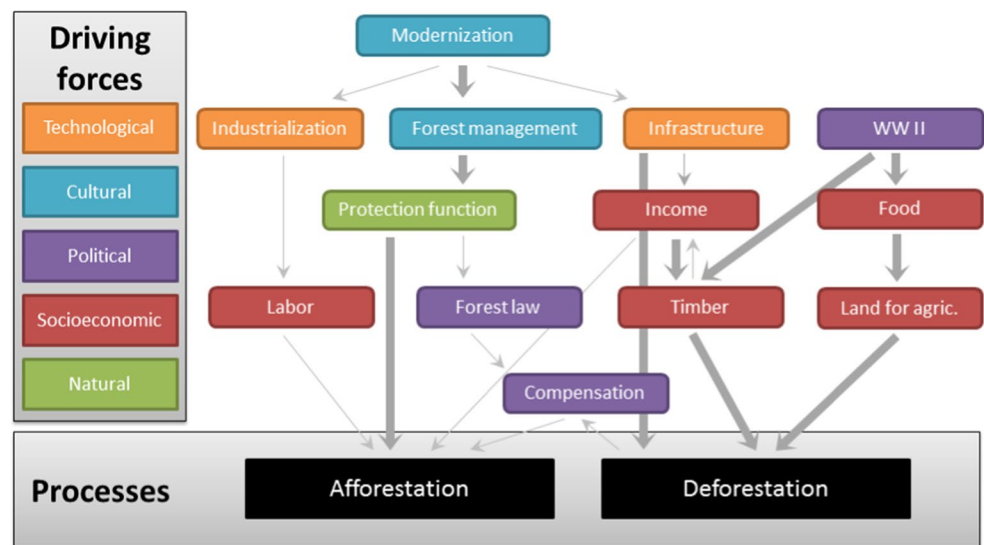 Driving
forces
Technological
Cultural
Political
Socioeconomic
Natural
Modernization
Industrialization
Forest management
Infrastructure
WW II
Protection function
Income
Food
Labor
Forest law
Timber
Land for agric.
Compensation
Processes
Afforestation
Deforestation